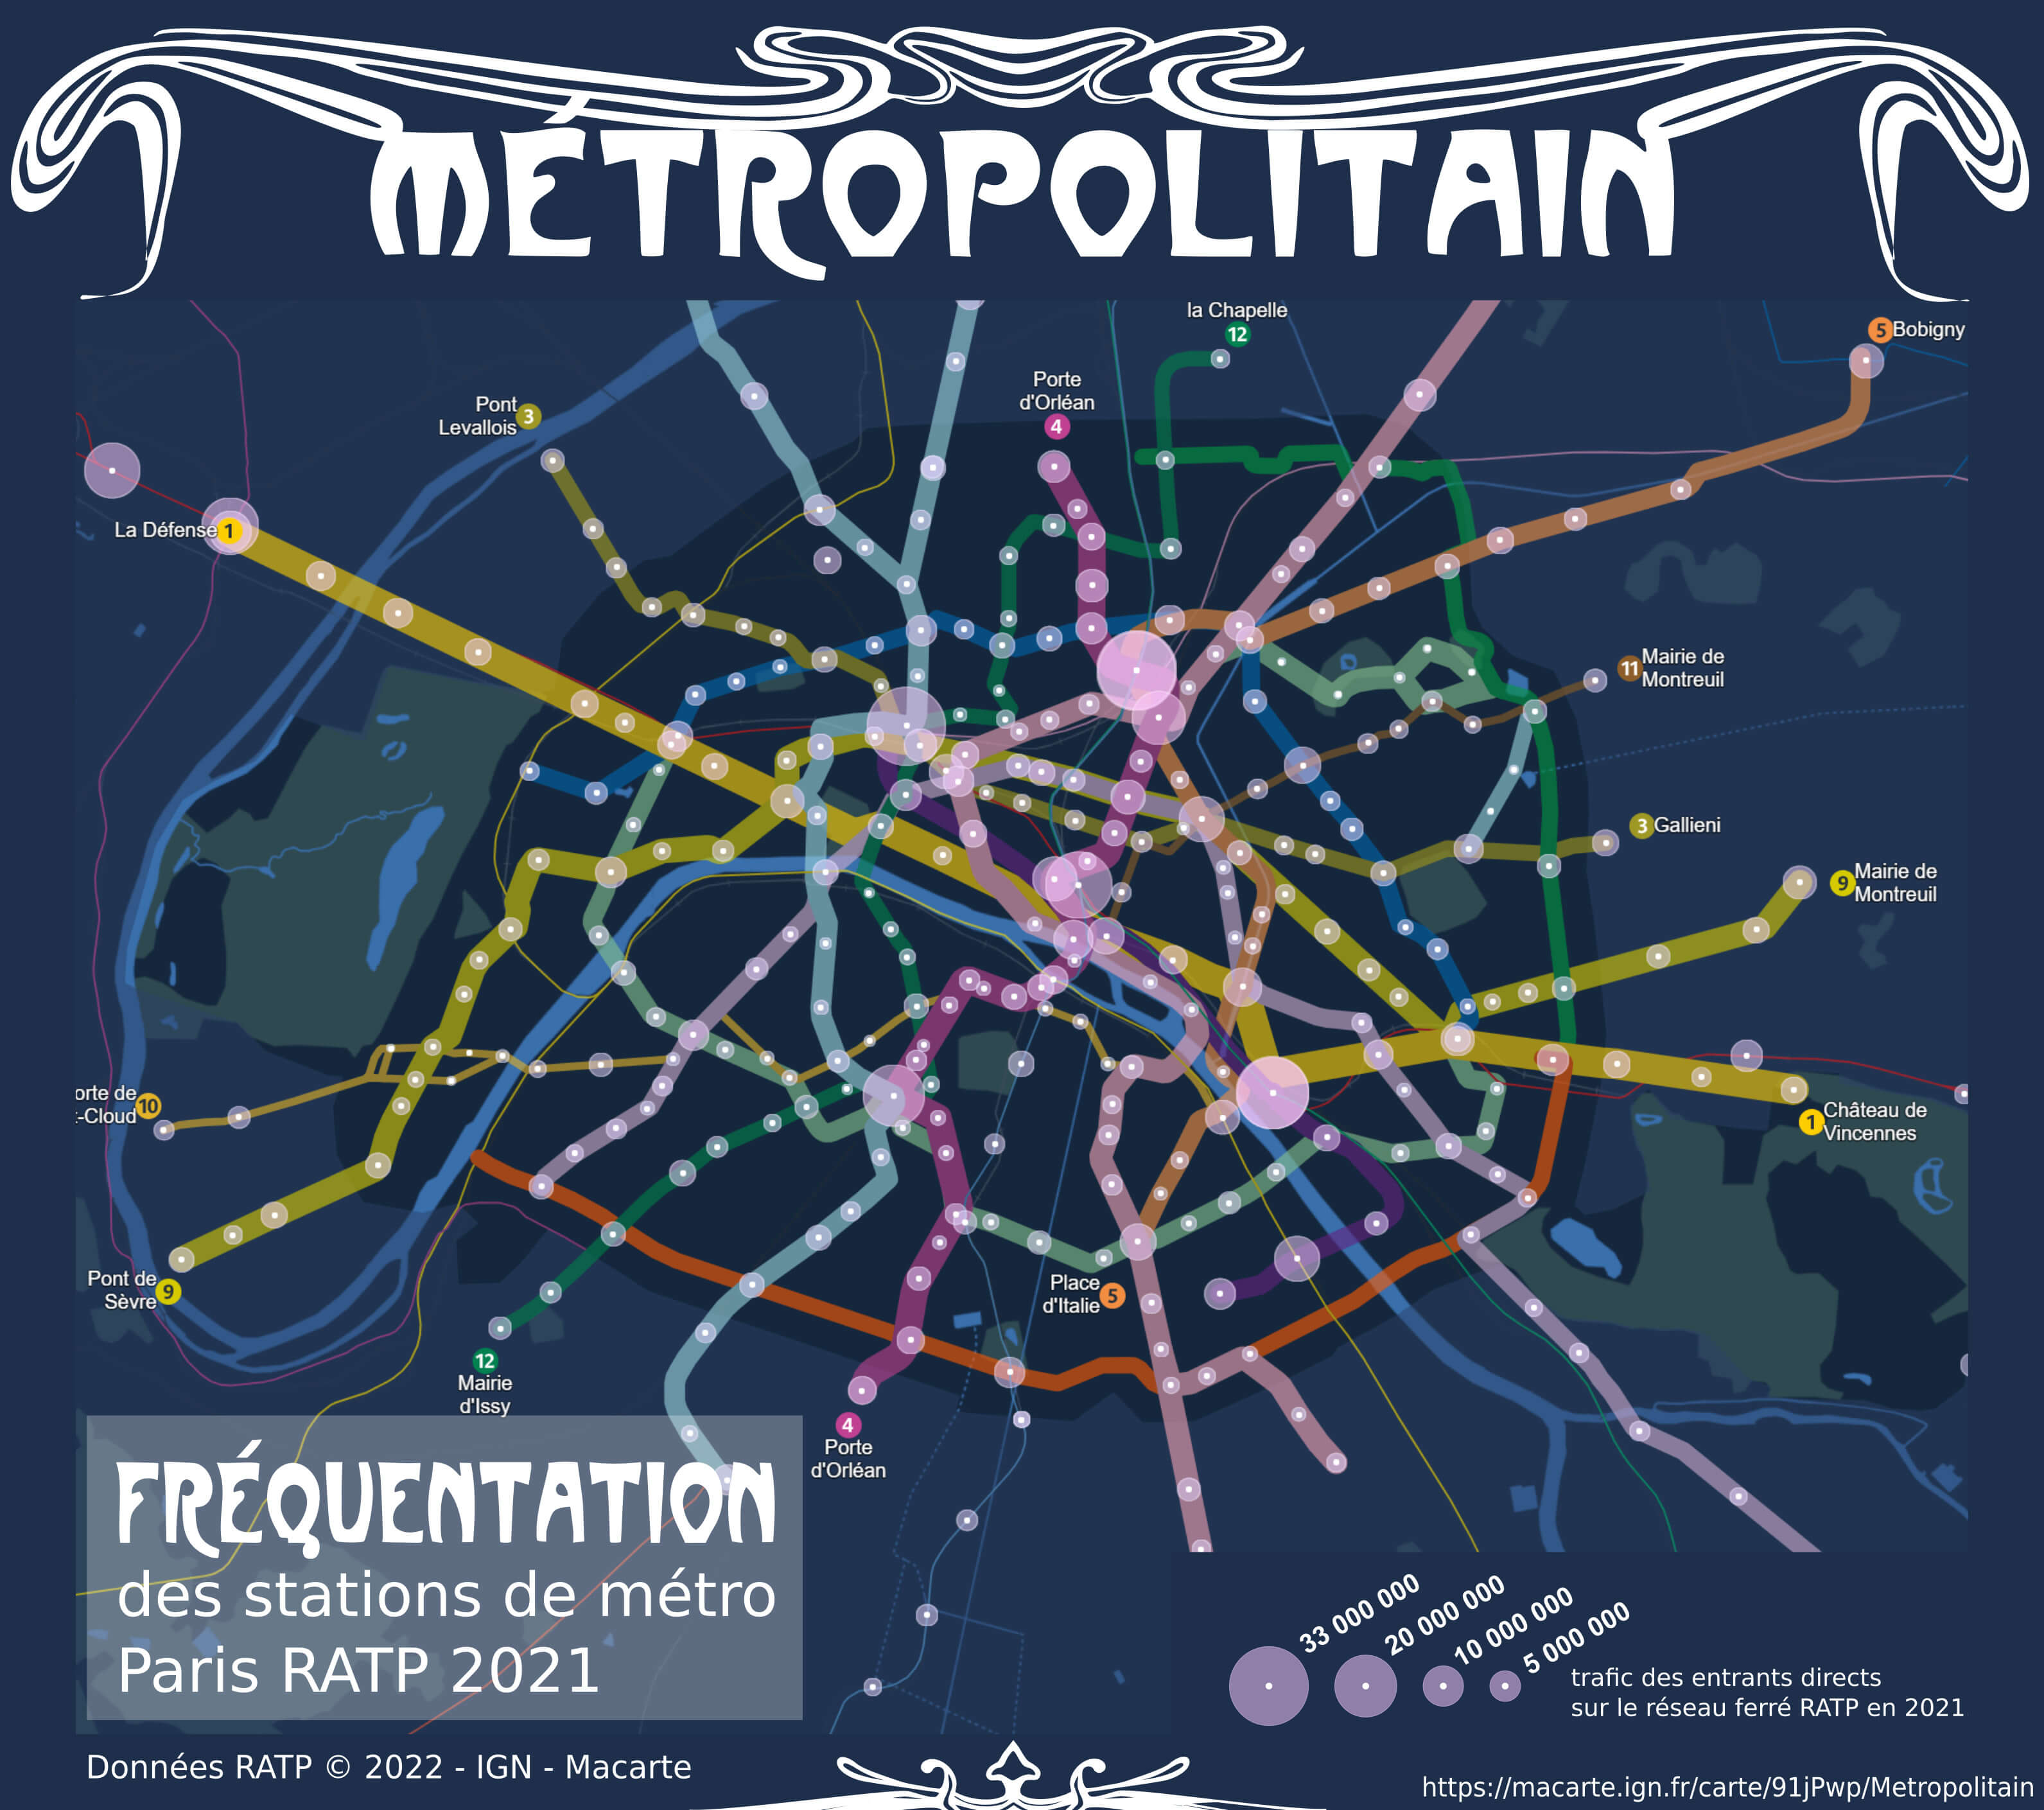 MÉTROPOLITAIN
la Chapelle
12
5 Bobigny
Porte
d'Orléan
4
Pont
Levallois
3
La Défense 1
11 Mairie de
Montreuil
3 Gallieni
9 Mairie de
Montreuil
orte de
t-Cloud
10
1 Château de
Vincennes
Pont de
Sèvre
9
Place
d'Italie
5
12
Mairie
d'Issy
4
Porte
d'Orléan
FRÉQUENTATION
des stations de métro
Paris RATP 2021
33 000 000
20 000 000
10 000 000
5 000 000
trafic des entrants directs
sur le réseau ferré RATP en 2021
Données RATP © 2022 - IGN - Macarte
https://macarte.ign.fr/carte/91jPwp/Metropolitain